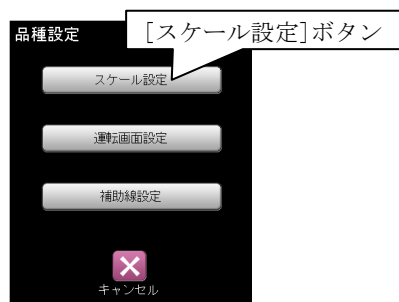 品種設定
[スケール設定]ボタン
スケール設定
運転画面設定
補助線設定
キャンセル